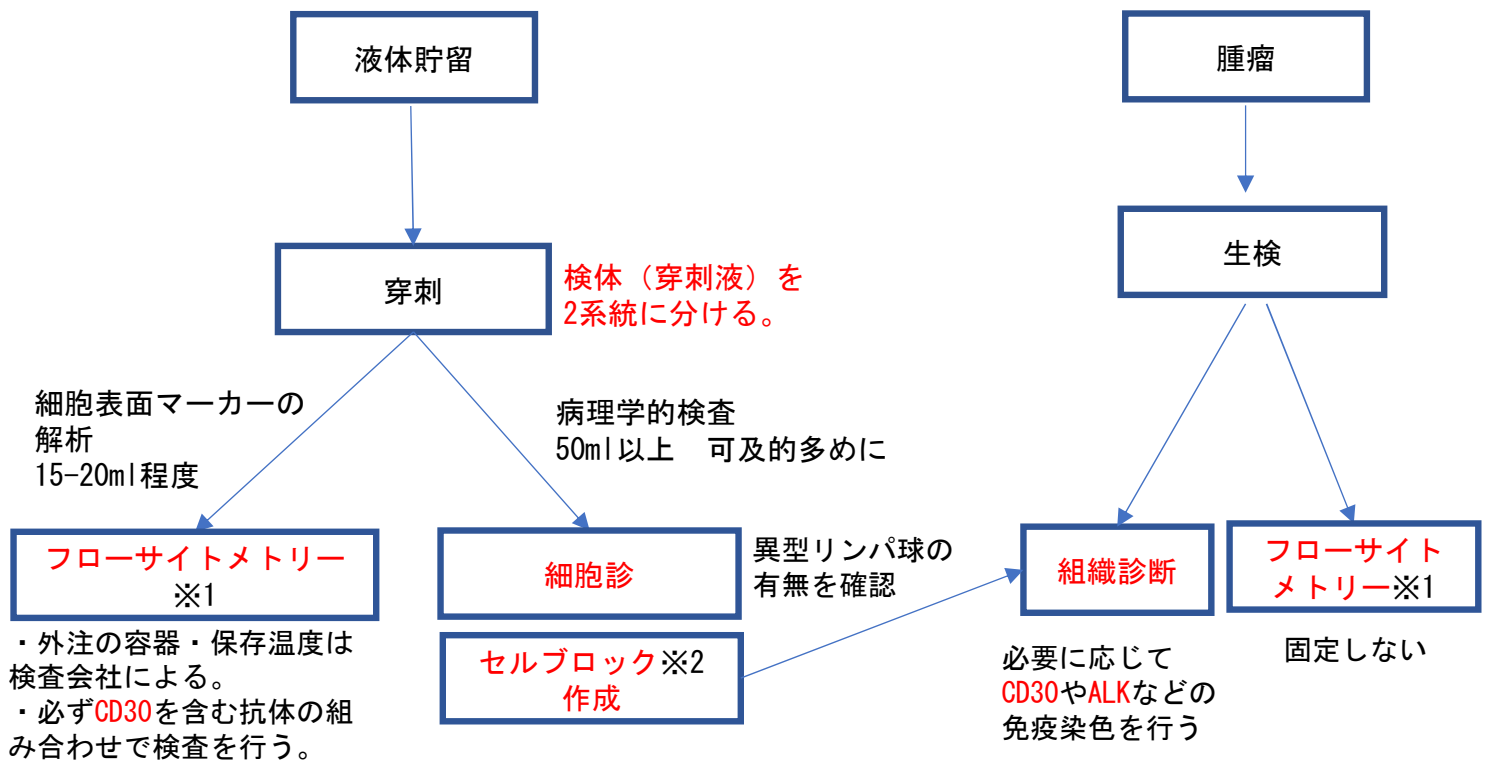 液体貯留
腫瘤
穿刺
検体（穿刺液）を
2系統に分ける。
生検
細胞表面マーカーの
解析
15-20ml程度
病理学的検査
50ml以上　可及的多めに
フローサイトメトリー
※1
・外注の容器・保存温度は
検査会社による。
・必ずCD30を含む抗体の組
み合わせで検査を行う。
細胞診
異型リンパ球の
有無を確認
セルブロック※2
作成
組織診断
必要に応じて
CD30やALKなどの
免疫染色を行う
フローサイト
メトリー※1
固定しない